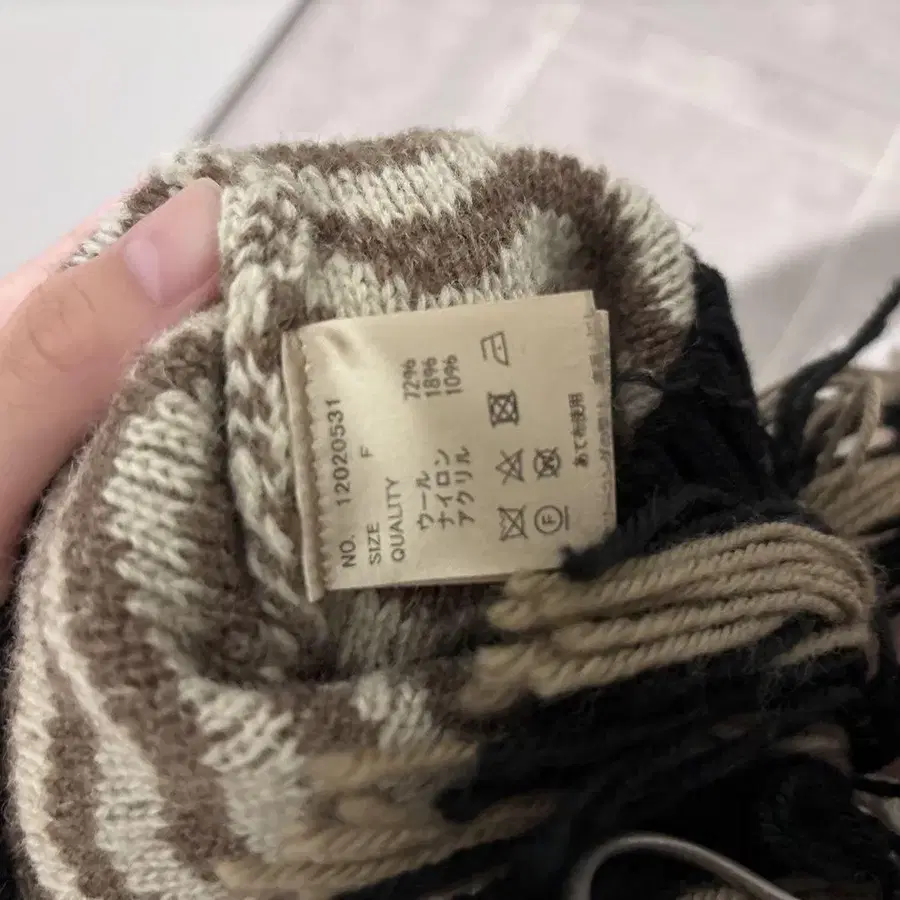 NO. 12020531
SIZE F
QUALITY
ウール 72%
ナイロン 18%
アクリル 10%
F
あて布使用